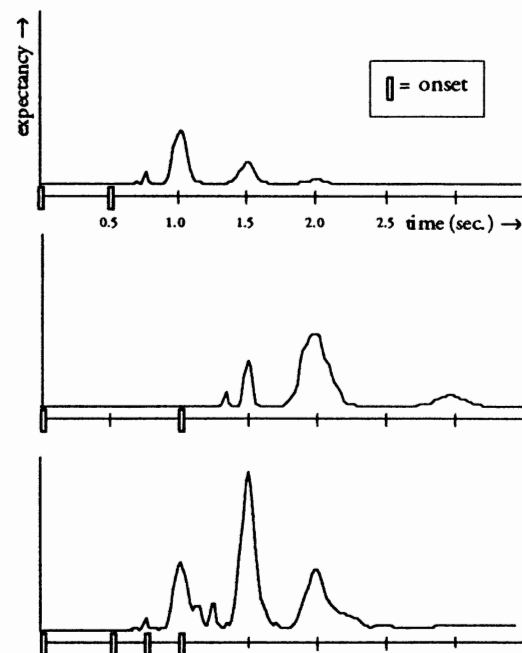 expectancy →
= onset
0.5 1.0 1.5 2.0 2.5 time (sec.) →